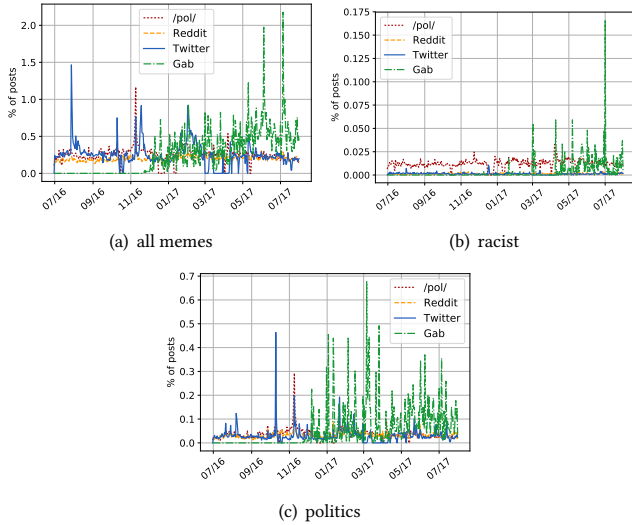 /pol/
Reddit
Twitter
Gab
% of posts
2.0
1.5
1.0
0.5
0.0
07/16 09/16 11/16 01/17 03/17 05/17 07/17
(a) all memes
/pol/
Reddit
Twitter
Gab
% of posts
0.175
0.150
0.125
0.100
0.075
0.050
0.025
0.000
07/16 09/16 11/16 01/17 03/17 05/17 07/17
(b) racist
/pol/
Reddit
Twitter
Gab
% of posts
0.7
0.6
0.5
0.4
0.3
0.2
0.1
0.0
07/16 09/16 11/16 01/17 03/17 05/17 07/17
(c) politics